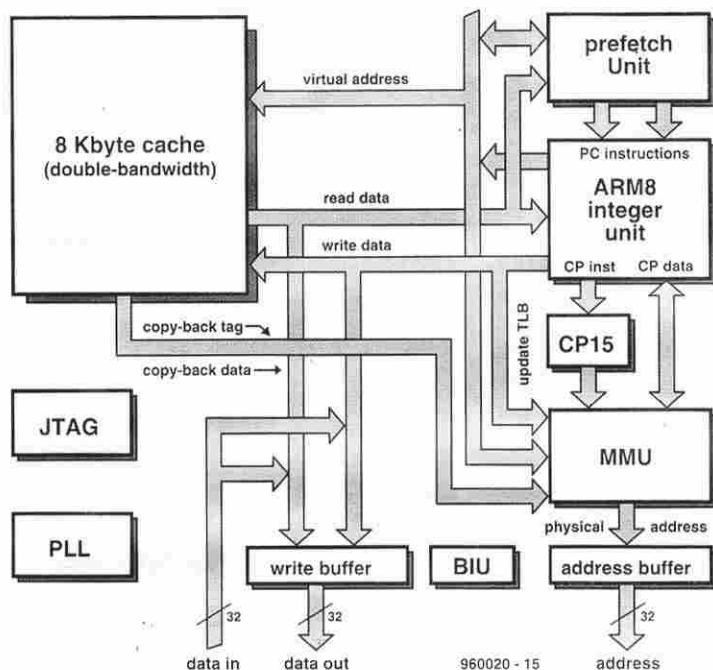 prefetch
Unit
virtual address
8 Kbyte cache
(double-bandwidth)
PC instructions
ARM8
integer
unit
read data
write data
CP inst
CP data
copy-back tag
update TLB
CP15
copy-back data
JTAG
MMU
physical
address
PLL
write buffer
BIU
address buffer
32
32
32
data in
data out
960020 - 15
address